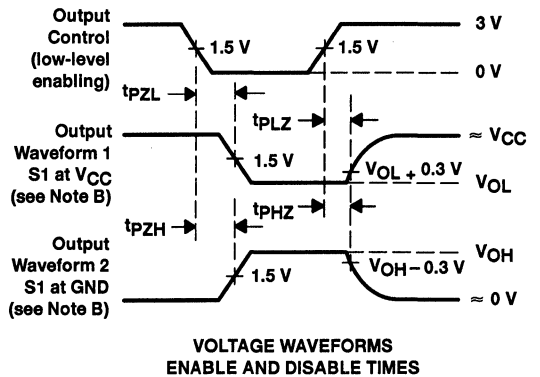 Output
Control
(low-level
enabling)
1.5 V
1.5 V
3 V
0 V
tPZL
tPLZ
Output
Waveform 1
S1 at VCC
(see Note B)
1.5 V
≈ VCC
VOL + 0.3 V
VOL
tPZH
tPHZ
Output
Waveform 2
S1 at GND
(see Note B)
1.5 V
VOH
VOH – 0.3 V
≈ 0 V
VOLTAGE WAVEFORMS
ENABLE AND DISABLE TIMES